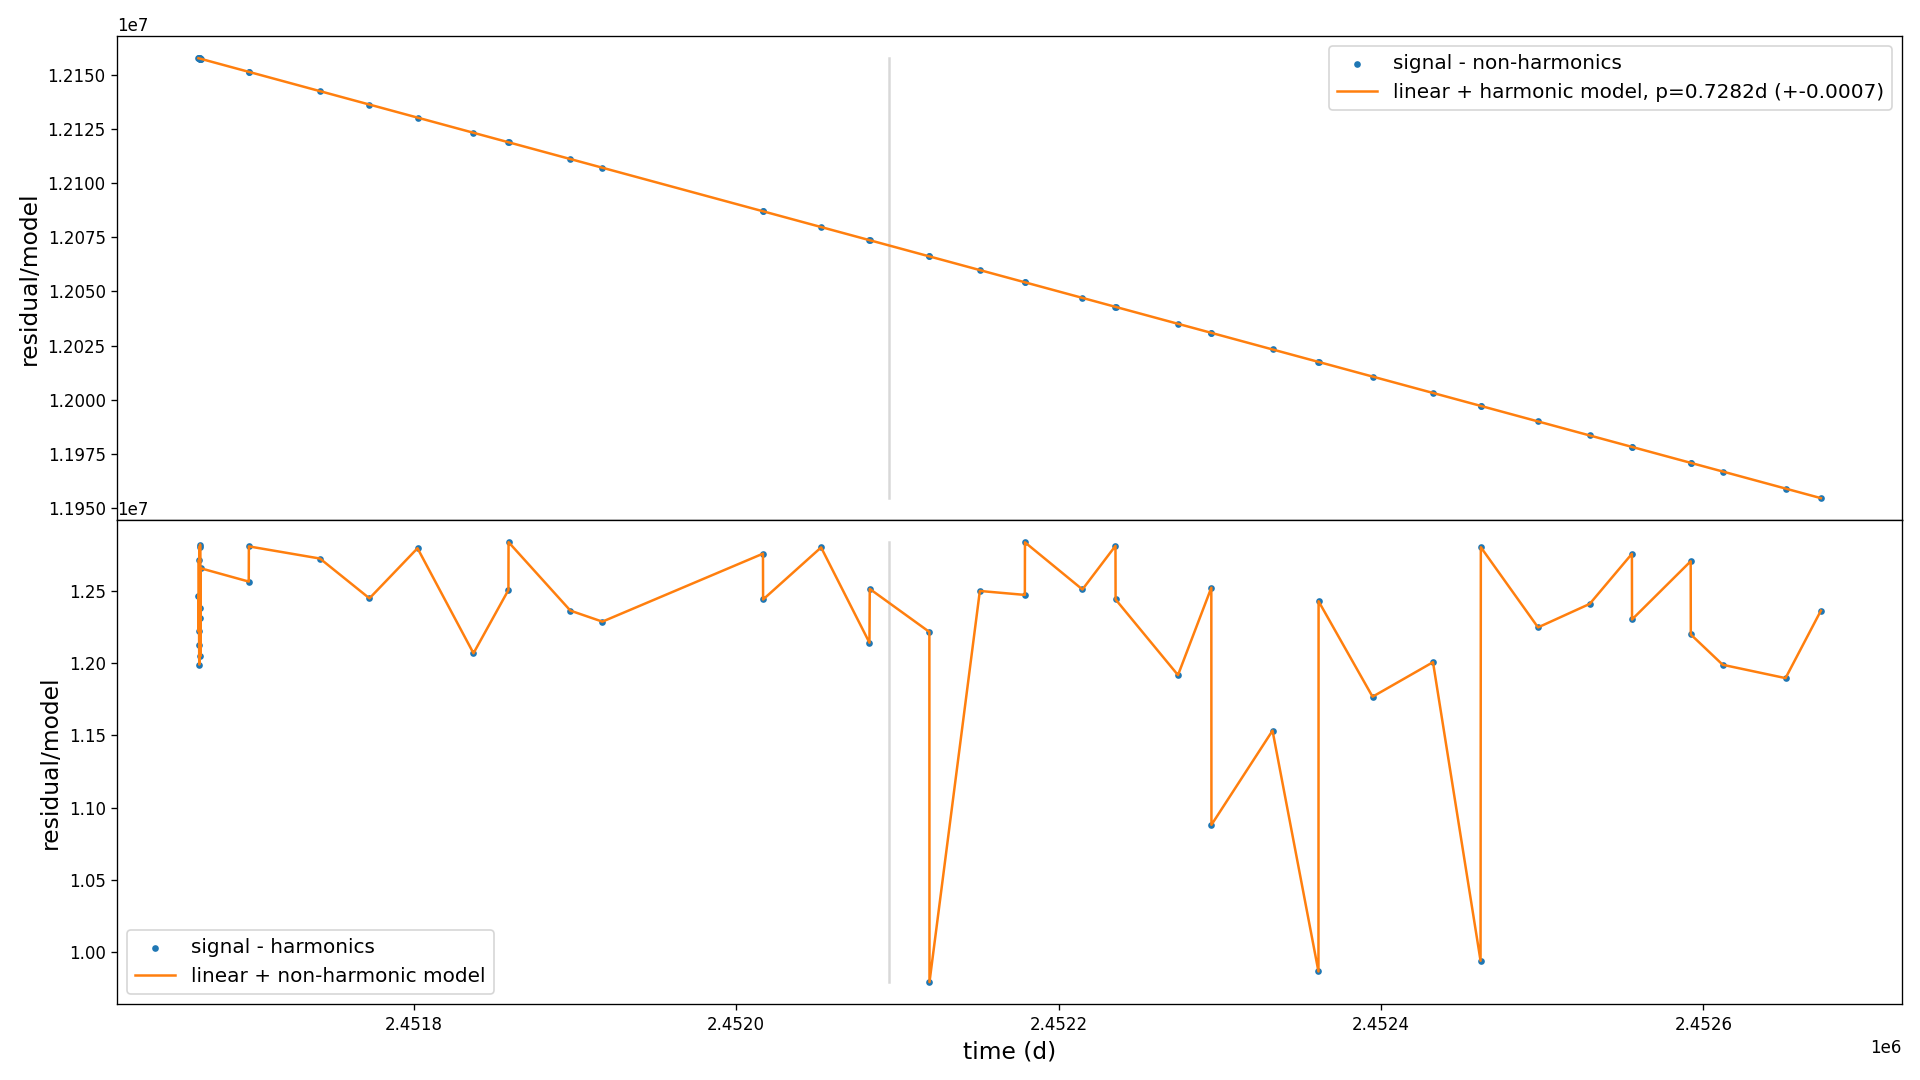 1e7
1.2150
1.2125
1.2100
1.2075
1.2050
1.2025
1.2000
1.1975
1.1950
residual/model
signal - non-harmonics
linear + harmonic model, p=0.7282d (+-0.0007)
1e7
1.25
1.20
1.15
1.10
1.05
1.00
residual/model
signal - harmonics
linear + non-harmonic model
2.4518 2.4520 2.4522 2.4524 2.4526
time (d)
1e6